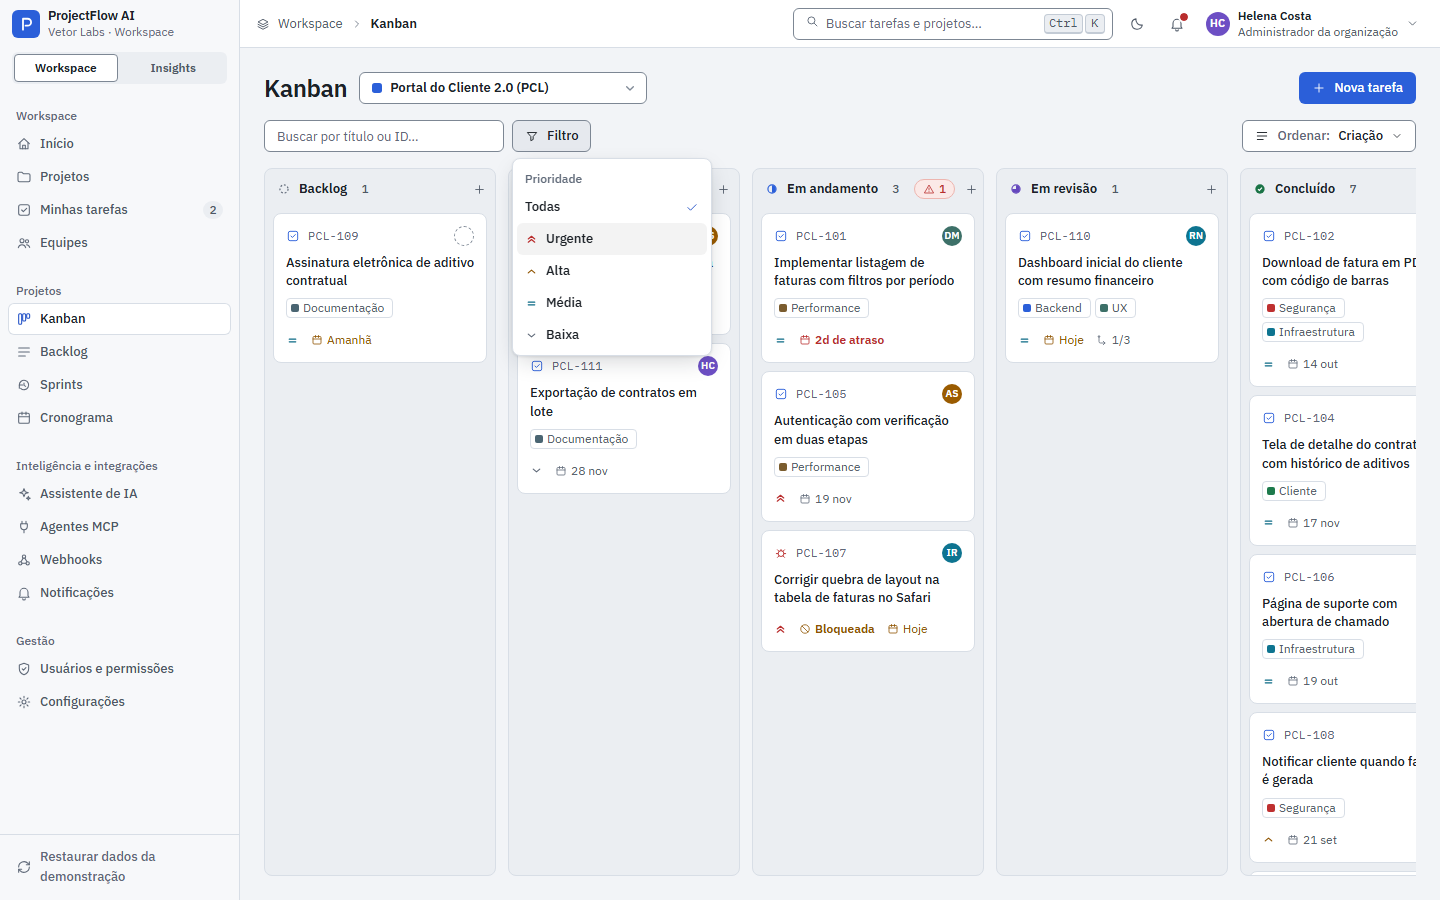 ProjectFlow AI
Vetor Labs · Workspace
Workspace
Insights
Workspace
Início
Projetos
Minhas tarefas
2
Equipes
Projetos
Kanban
Backlog
Sprints
Cronograma
Inteligência e integrações
Assistente de IA
Agentes MCP
Webhooks
Notificações
Gestão
Usuários e permissões
Configurações
Restaurar dados da
demonstração
Workspace
Kanban
Buscar tarefas e projetos...
Ctrl
K
HC
Helena Costa
Administrador da organização
Kanban
Portal do Cliente 2.0 (PCL)
Nova tarefa
Buscar por título ou ID...
Filtro
Ordenar: Criação
Prioridade
Todas
Urgente
Alta
Média
Baixa
Backlog 1
PCL-109
Assinatura eletrônica de aditivo
contratual
Documentação
Amanhã
PCL-111
HC
Exportação de contratos em
lote
Documentação
28 nov
Em andamento 3
1
PCL-101
DM
Implementar listagem de
faturas com filtros por período
Performance
2d de atraso
PCL-105
AS
Autenticação com verificação
em duas etapas
Performance
19 nov
PCL-107
IR
Corrigir quebra de layout na
tabela de faturas no Safari
Bloqueada
Hoje
Em revisão 1
PCL-110
RN
Dashboard inicial do cliente
com resumo financeiro
Backend
UX
Hoje
1/3
Concluído 7
PCL-102
Download de fatura em
com código de barras
Segurança
Infraestrutura
14 out
PCL-104
Tela de detalhe do
com histórico de aditivos
Cliente
17 nov
PCL-106
Página de suporte com
abertura de chamado
Infraestrutura
19 out
PCL-108
Notificar cliente quando
é gerada
Segurança
21 set